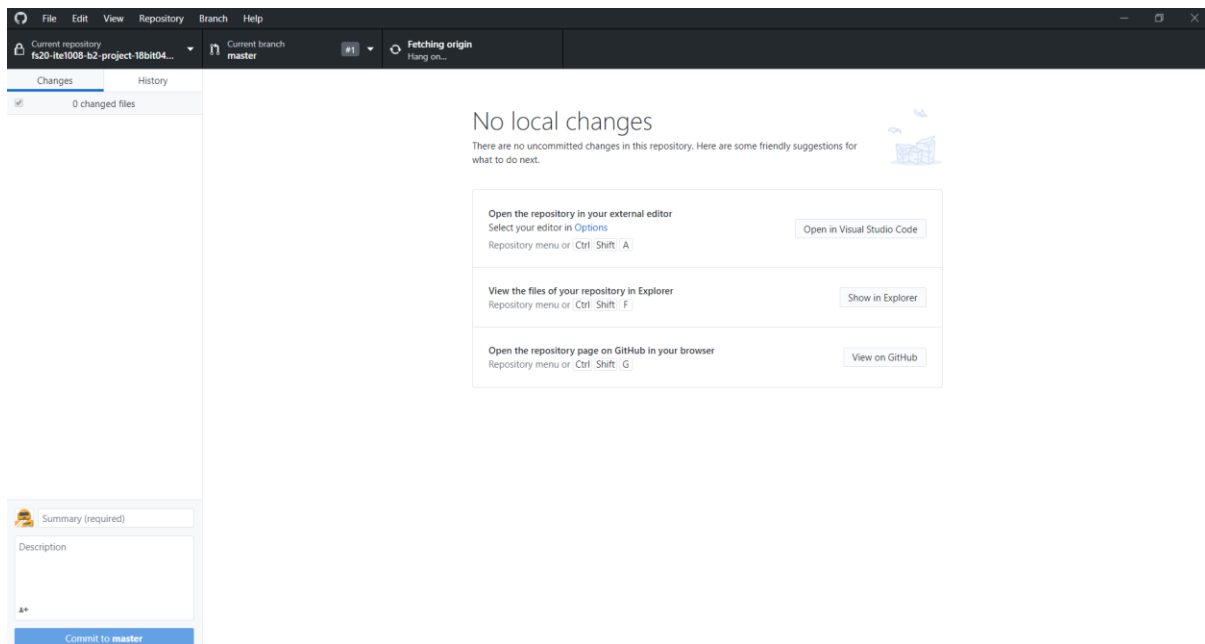 File Edit View Repository Branch Help
Current repository
fs20-ite1008-b2-project-18bit04...
Current branch
master
#1
Fetching origin
Hang on...
Changes History
0 changed files
No local changes
There are no uncommitted changes in this repository. Here are some friendly suggestions for
what to do next.
Open the repository in your external editor
Select your editor in Options
Repository menu or Ctrl Shift A
Open in Visual Studio Code
View the files of your repository in Explorer
Repository menu or Ctrl Shift F
Show in Explorer
Open the repository page on GitHub in your browser
Repository menu or Ctrl Shift G
View on GitHub
Summary (required)
Description
Commit to master